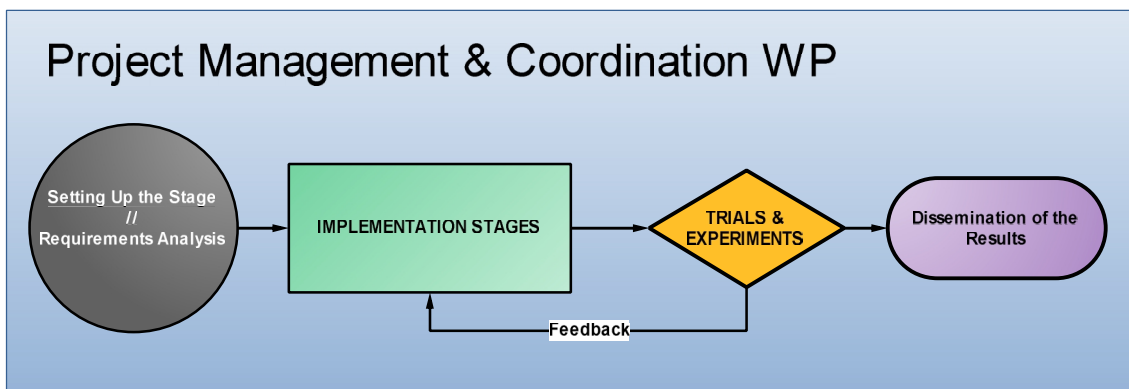 Project Management & Coordination WP
Setting Up the Stage
//
Requirements Analysis
IMPLEMENTATION STAGES
TRIALS &
EXPERIMENTS
Dissemination of the
Results
Feedback